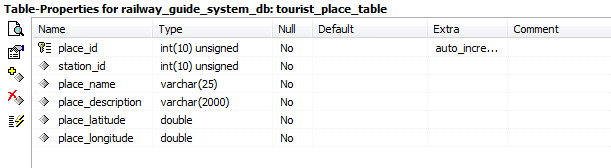 Table-Properties for railway_guide_system_db: tourist_place_table
Name Type Null Default Extra Comment
place_id int(10) unsigned No auto_incre...
station_id int(10) unsigned No
place_name varchar(25) No
place_description varchar(2000) No
place_latitude double No
place_longitude double No